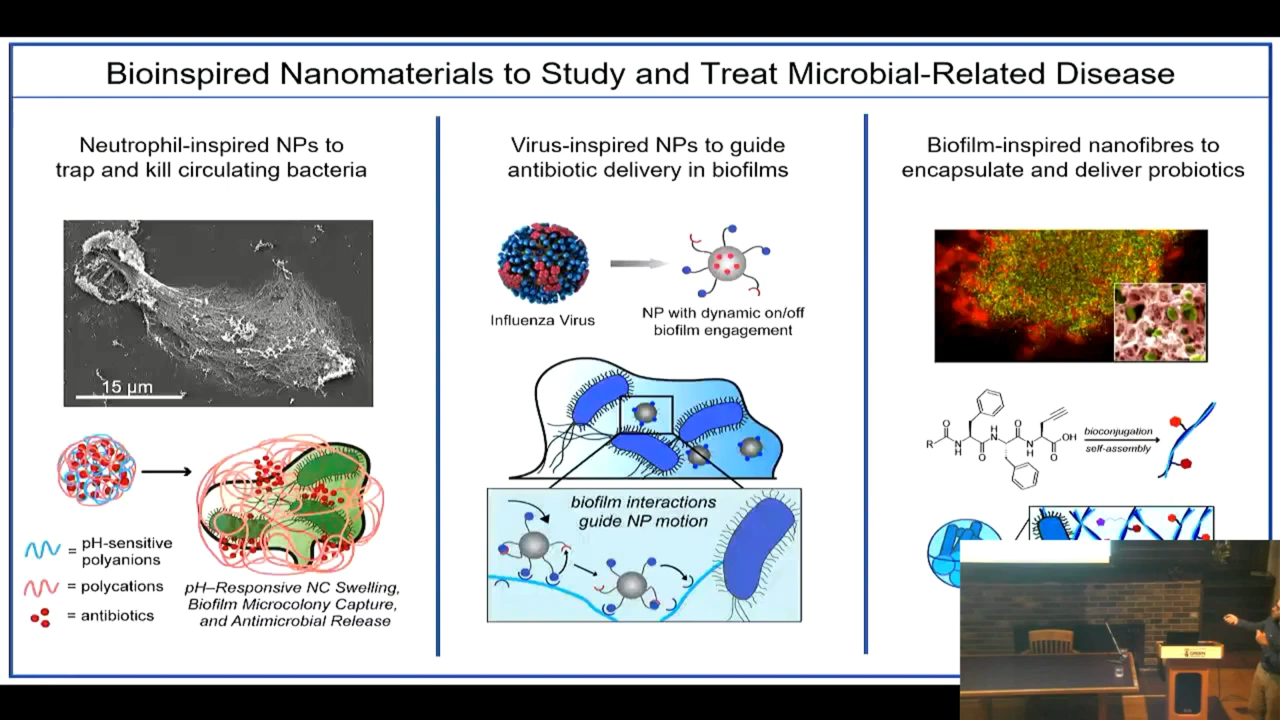 Bioinspired Nanomaterials to Study and Treat Microbial-Related Disease
Neutrophil-inspired NPs to
trap and kill circulating bacteria
15 µm
= pH-sensitive
polyanions
= polycations
= antibiotics
pH–Responsive NC Swelling,
Biofilm Microcolony Capture,
and Antimicrobial Release
Virus-inspired NPs to guide
antibiotic delivery in biofilms
Influenza Virus
NP with dynamic on/off
biofilm engagement
biofilm interactions
guide NP motion
Biofilm-inspired nanofibres to
encapsulate and deliver probiotics
R
O
N
H
O
H
N
O
N
H
O
OH
bioconjugation
self-assembly